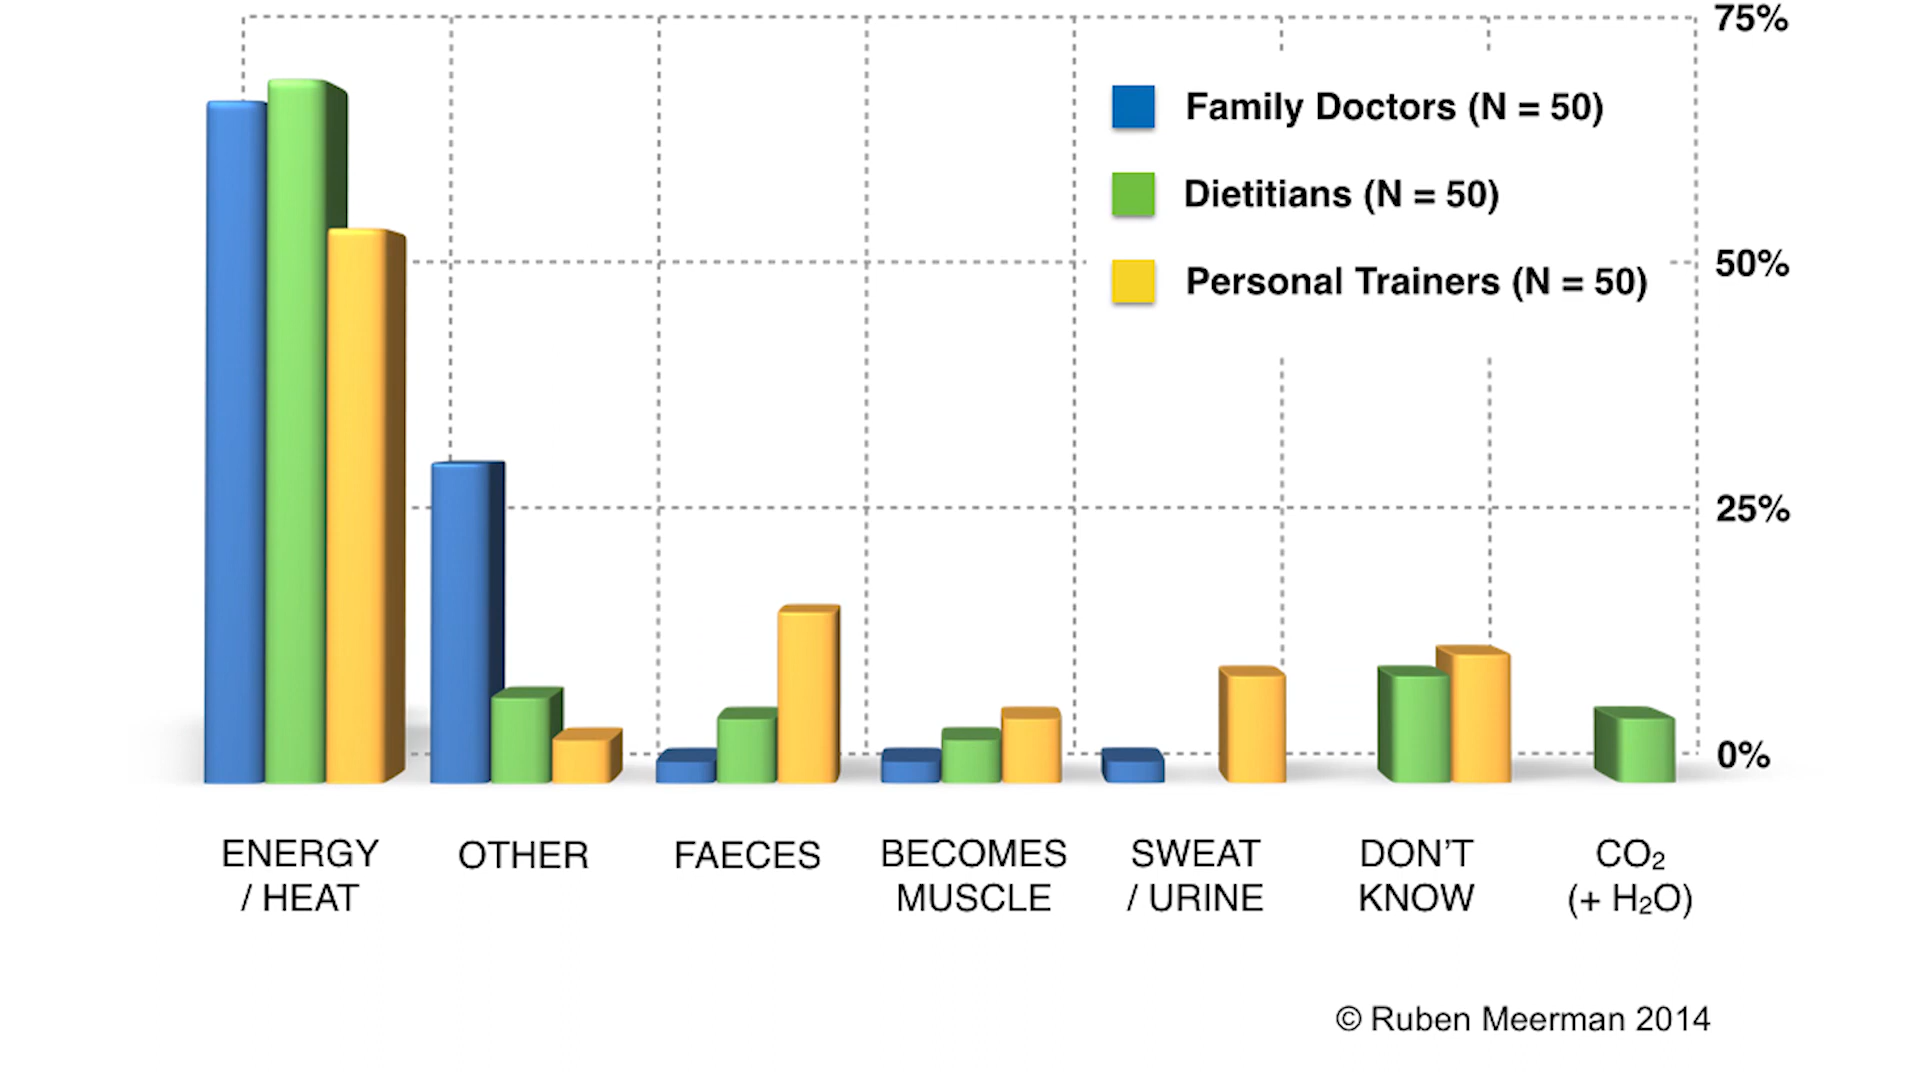 75%
Family Doctors (N = 50)
Dietitians (N = 50)
50%
Personal Trainers (N = 50)
25%
0%
ENERGY
/ HEAT
OTHER
FAECES
BECOMES
MUSCLE
SWEAT
/ URINE
DON’T
KNOW
CO₂
(+ H₂O)
© Ruben Meerman 2014